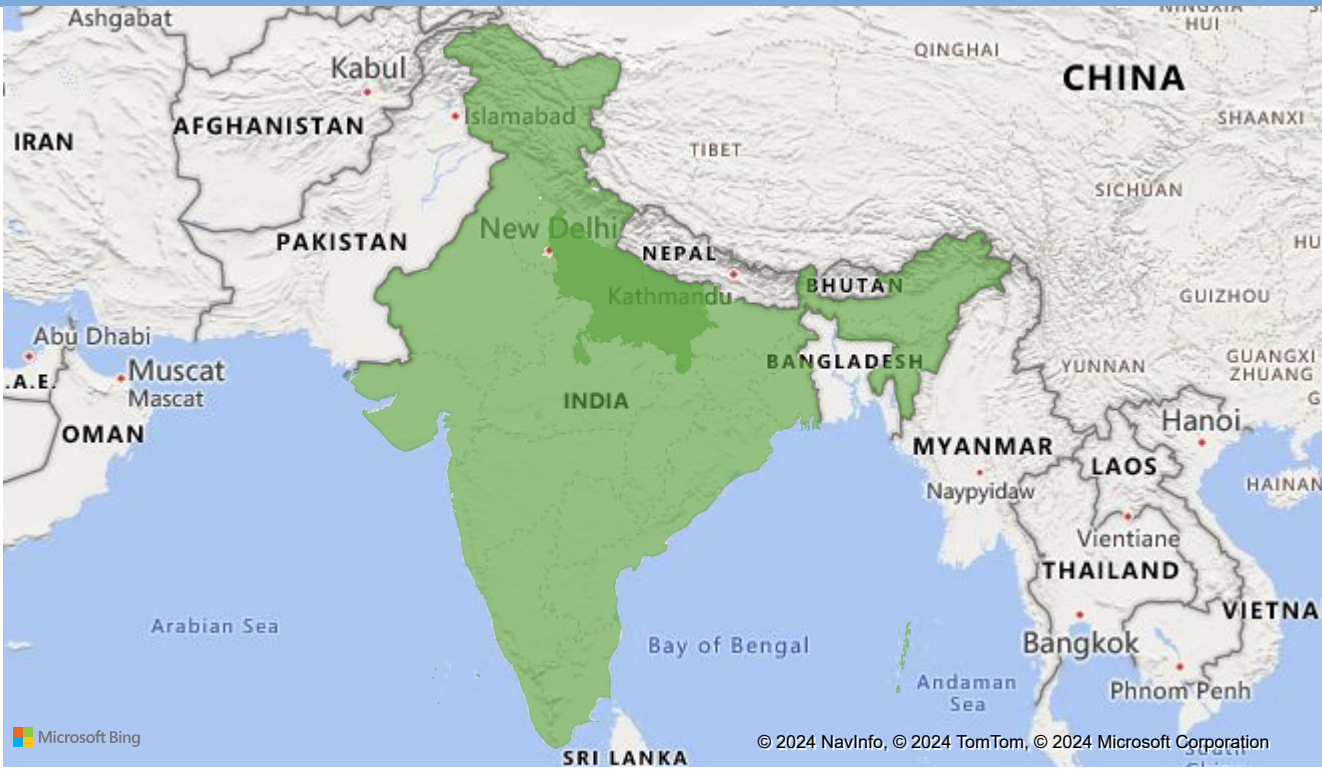 Ashgabat
NINGXIA
HUI
QINGHAI
Kabul
CHINA
Islamabad
SHAANXI
AFGHANISTAN
IRAN
TIBET
SICHUAN
New Delhi
PAKISTAN
NEPAL
HU
BHUTAN
Kathmandu
GUIZHOU
Abu Dhabi
BANGLADESH
GUANGXI
ZHUANG
YUNNAN
Muscat
.A.E.
Mascat
INDIA
G
Hanoi
OMAN
MYANMAR
LAOS
HAINAN
Naypyidaw
Vientiane
THAILAND
VIETNA
Arabian Sea
Bay of Bengal
Bangkok
Andaman
Sea
Phnom Penh
Microsoft Bing
© 2024 NavInfo, © 2024 TomTom, © 2024 Microsoft Corporation
South
SRI LANKA